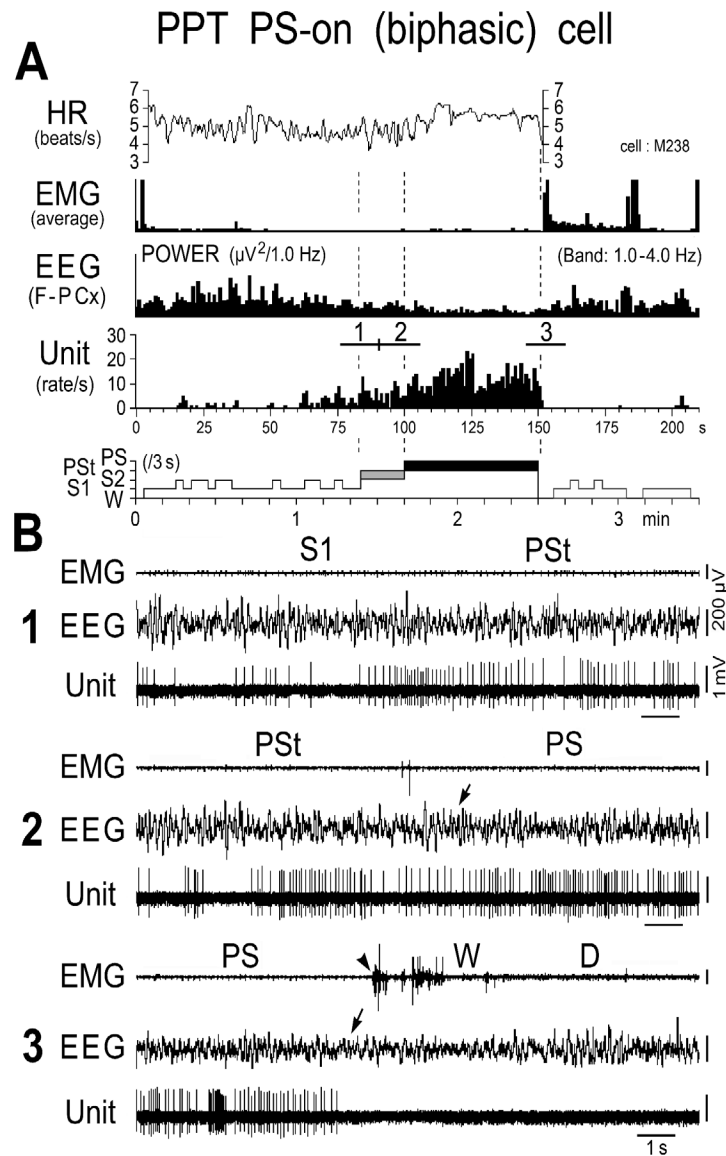 PPT PS-on (biphasic) cell
A
HR
(beats/s)
7
6
5
4
3
7
6
5
4
3
cell : M238
EMG
(average)
EEG
(F-PCx)
POWER (µV²/1.0 Hz)
(Band: 1.0-4.0 Hz)
Unit
(rate/s)
30
20
10
0
1 2 3
0 25 50 75 100 125 150 175 200 s
PS
PSt S2
S1
W
(/3 s)
0 1 2 3 min
B
S1 PSt
1
EMG
EEG
Unit
200 µV
1 mV
PSt PS
2
EMG
EEG
Unit
PS W D
3
EMG
EEG
Unit
1 s